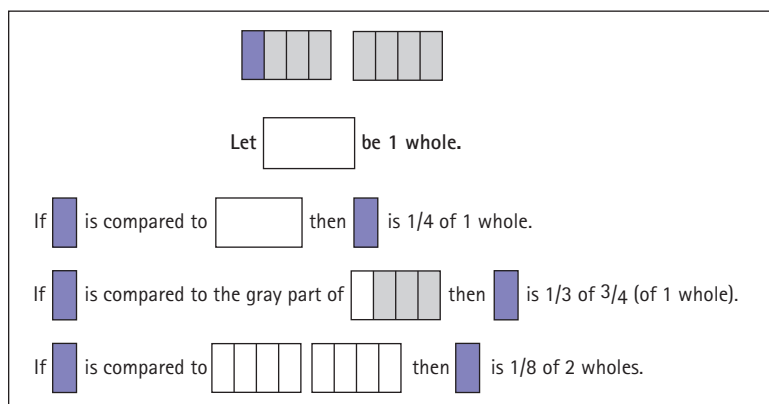 Let be 1 whole.
If is compared to then is 1/4 of 1 whole.
If is compared to the gray part of then is 1/3 of 3/4 (of 1 whole).
If is compared to then is 1/8 of 2 wholes.